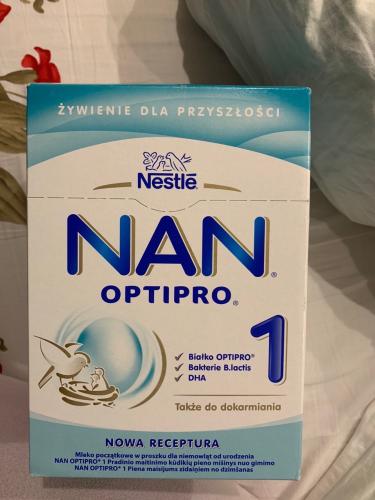 ŻYWIENIE DLA PRZYSZŁOŚCI
Nestlé
NAN®
OPTIPRO®
1
✓ Białko OPTIPRO®
✓ Bakterie B.lactis
✓ DHA
Także do dokarmiania
NOWA RECEPTURA
Mleko początkowe w proszku dla niemowląt od urodzenia
NAN OPTIPRO® 1 Pradinio maitinimo kūdikių pieno mišinys nuo gimimo
NAN OPTIPRO® 1 Piena maisījums zīdaiņiem no dzimšanas